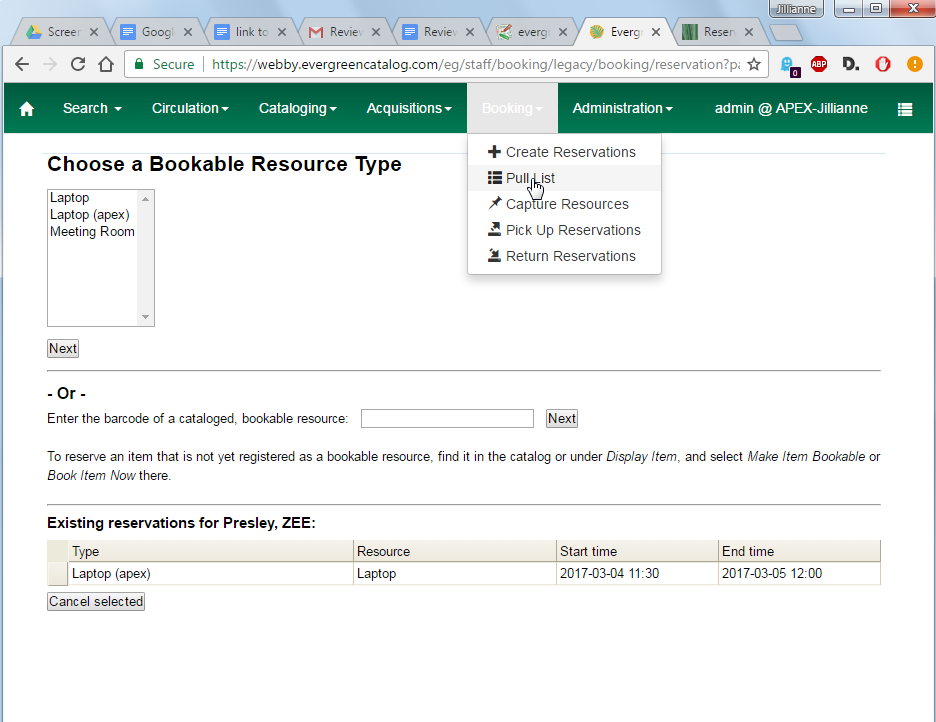 Jillianne
Screer
Googl
link to
Review
Review
evergr
Evergr
Reser
Secure
https://webby.evergreencatalog.com/eg/staff/booking/legacy/booking/reservation?pa
0
ABP
D.
Search
Circulation
Cataloging
Acquisitions
Booking
Administration
admin @ APEX-Jillianne
Create Reservations
Pull List
Capture Resources
Pick Up Reservations
Return Reservations
Choose a Bookable Resource Type
Laptop
Laptop (apex)
Meeting Room
Next
- Or -
Enter the barcode of a cataloged, bookable resource:
Next
To reserve an item that is not yet registered as a bookable resource, find it in the catalog or under Display Item, and select Make Item Bookable or
Book Item Now there.
Existing reservations for Presley, ZEE:
Type Resource Start time End time
Laptop (apex) Laptop 2017-03-04 11:30 2017-03-05 12:00
Cancel selected